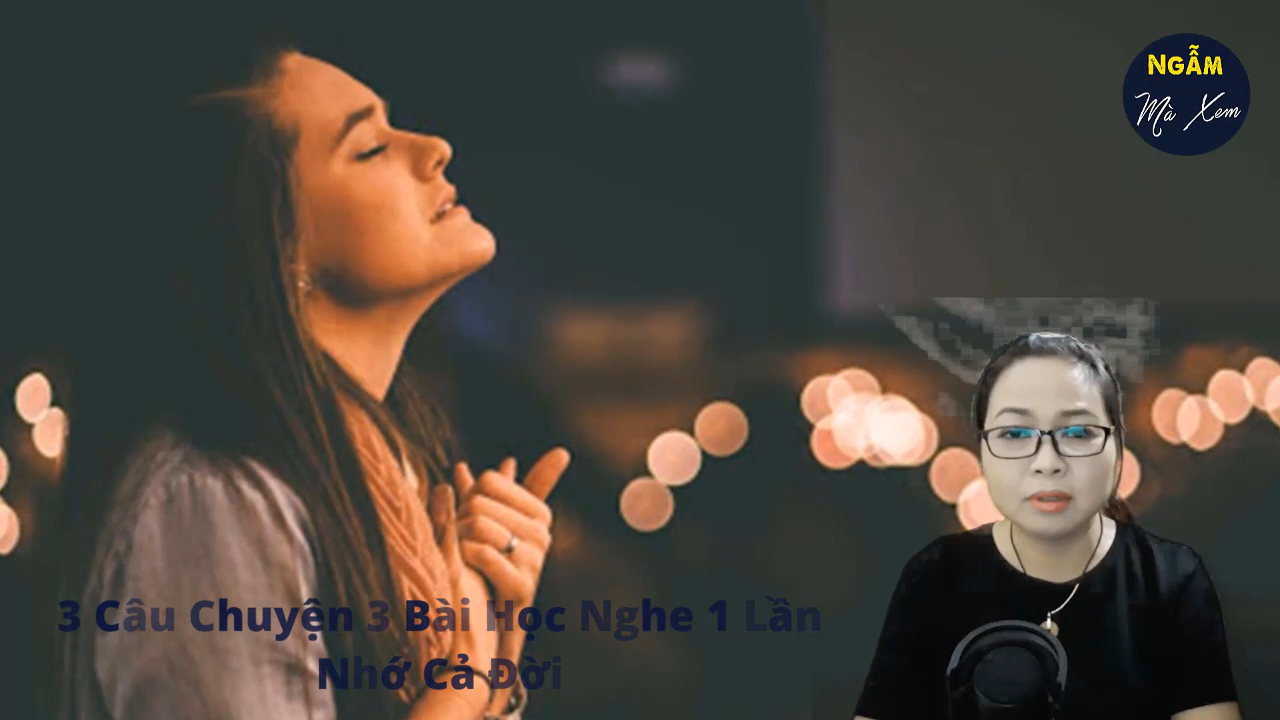 NGẪM
Mà Xem
3 Câu Chuyện 3 Bài Học Nghe 1 Lần
Nhớ Cả Đời